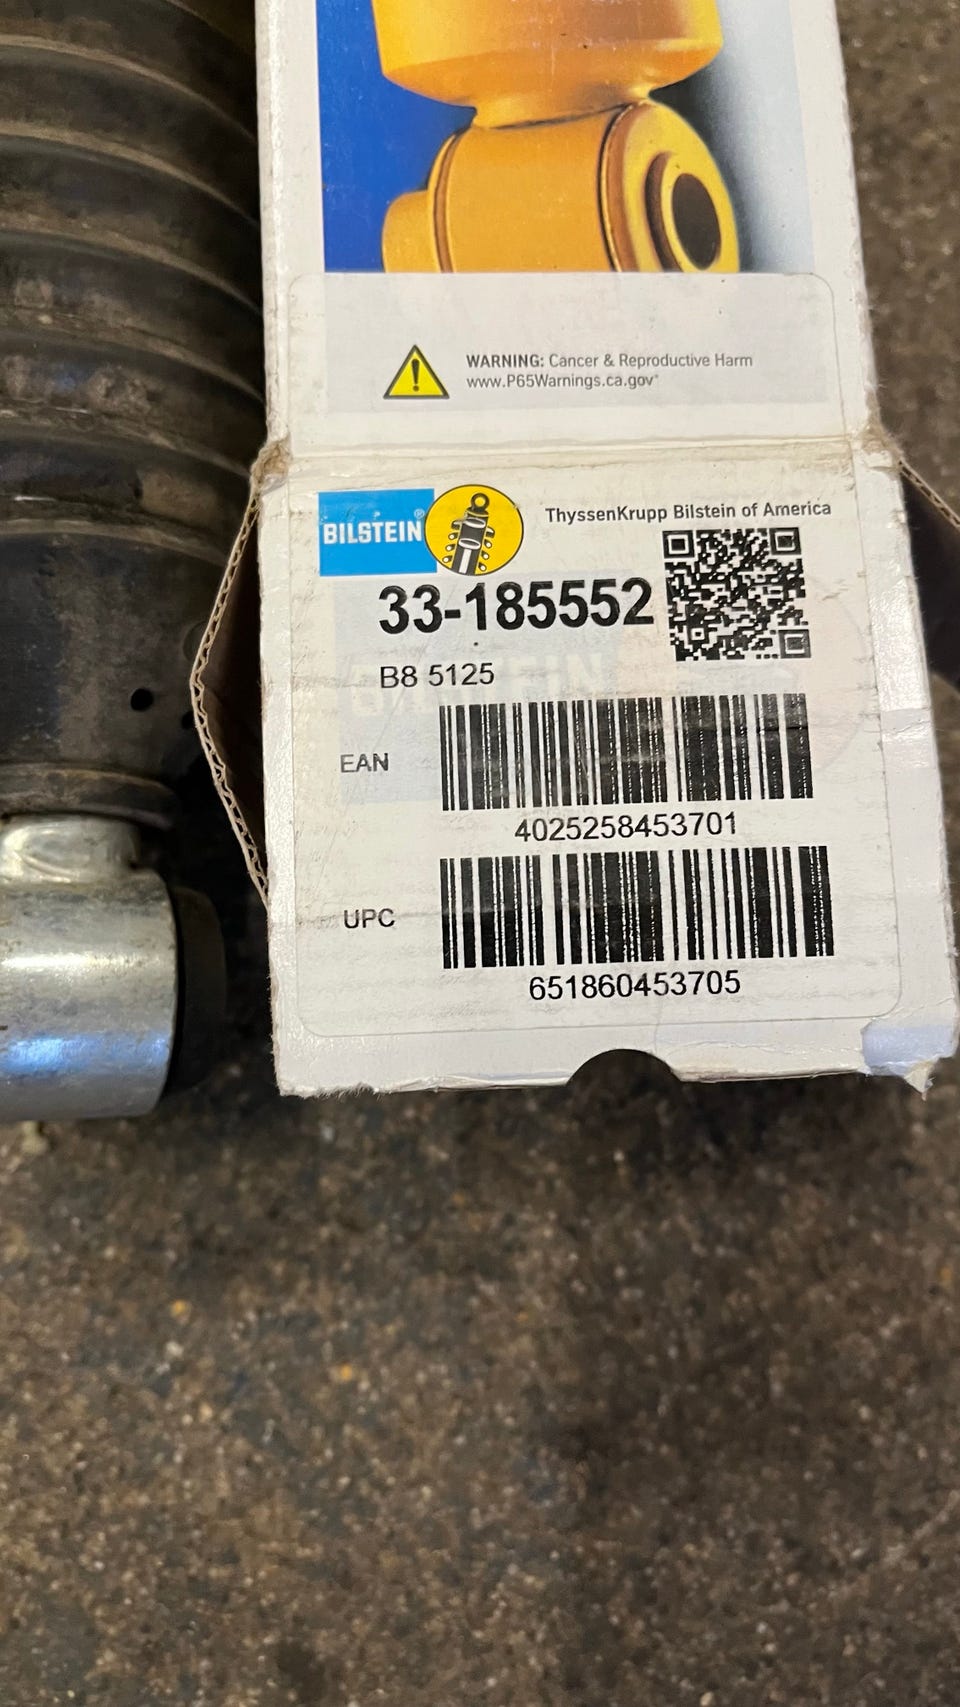 WARNING: Cancer & Reproductive Harm
www.P65Warnings.ca.gov
BILSTEIN®
ThyssenKrupp Bilstein of America
33-185552
B8 5125
EAN
4025258453701
UPC
651860453705